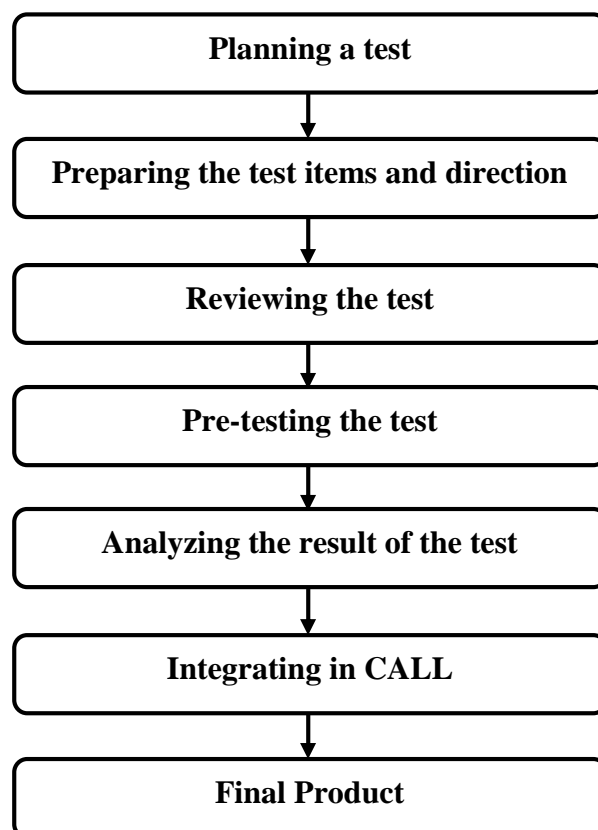 Planning a test
Preparing the test items and direction
Reviewing the test
Pre-testing the test
Analyzing the result of the test
Integrating in CALL
Final Product